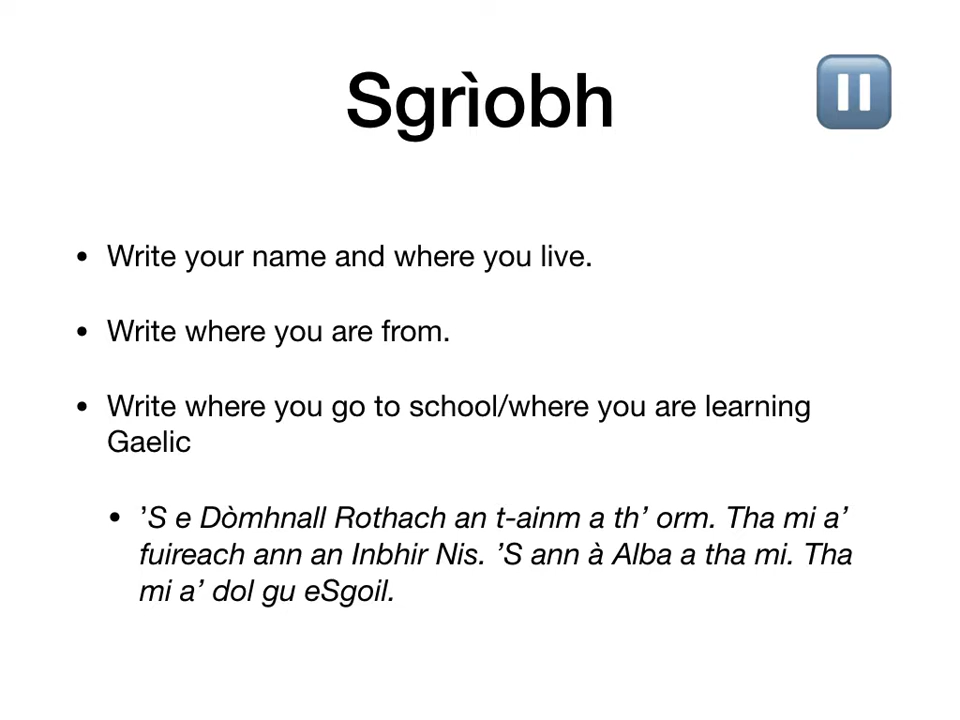 Sgrìobh
• Write your name and where you live.
• Write where you are from.
• Write where you go to school/where you are learning
Gaelic
• ’S e Dòmhnall Rothach an t-ainm a th’ orm. Tha mi a’
fuireach ann an Inbhir Nis. ’S ann à Alba a tha mi. Tha
mi a’ dol gu eSgoil.